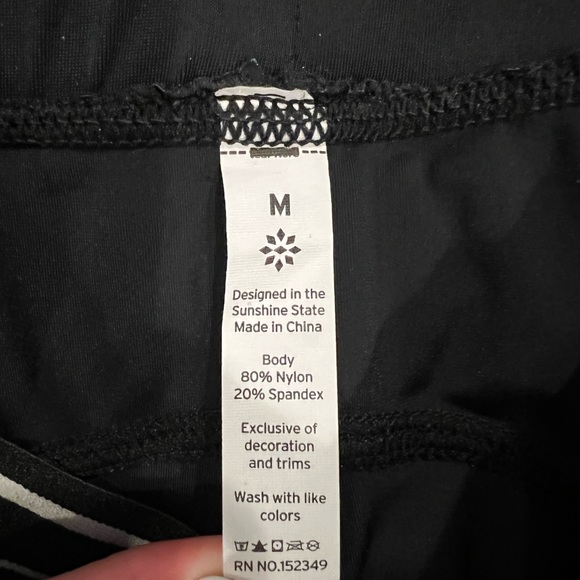 M
Designed in the
Sunshine State
Made in China
Body
80% Nylon
20% Spandex
Exclusive of
decoration
and trims
Wash with like
colors
RN NO.152349